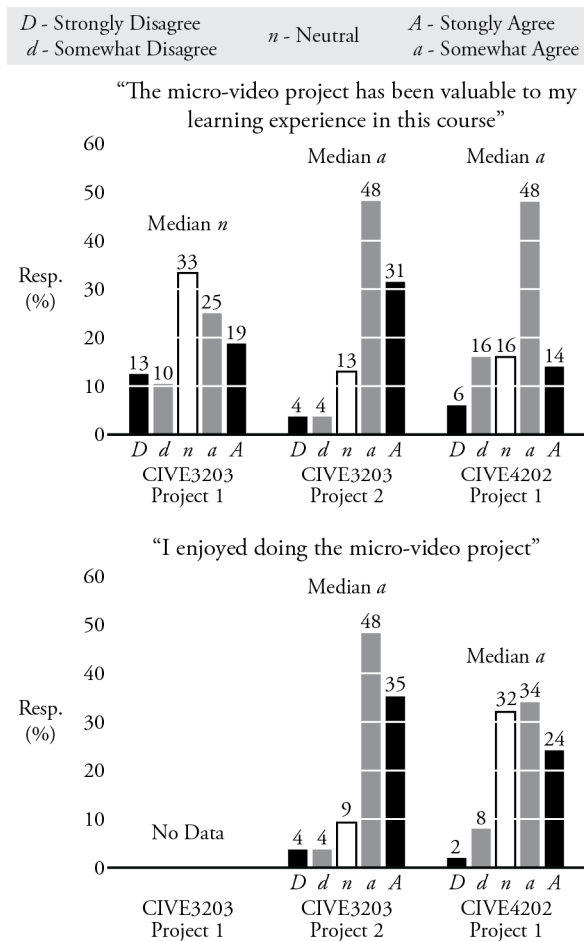 D - Strongly Disagree
d - Somewhat Disagree
n - Neutral
A - Stongly Agree
a - Somewhat Agree
“The micro-video project has been valuable to my
learning experience in this course”
60
50
40
30
20
10
0
Resp.
(%)
Median n
13
10
33
25
19
D d n a A
CIVE3203
Project 1
Median a
4
4
13
48
31
D d n a A
CIVE3203
Project 2
Median a
6
16
16
48
14
D d n a A
CIVE4202
Project 1
“I enjoyed doing the micro-video project”
60
50
40
30
20
10
0
Resp.
(%)
No Data
CIVE3203
Project 1
Median a
4
4
9
48
35
D d n a A
CIVE3203
Project 2
Median a
2
8
32
34
24
D d n a A
CIVE4202
Project 1